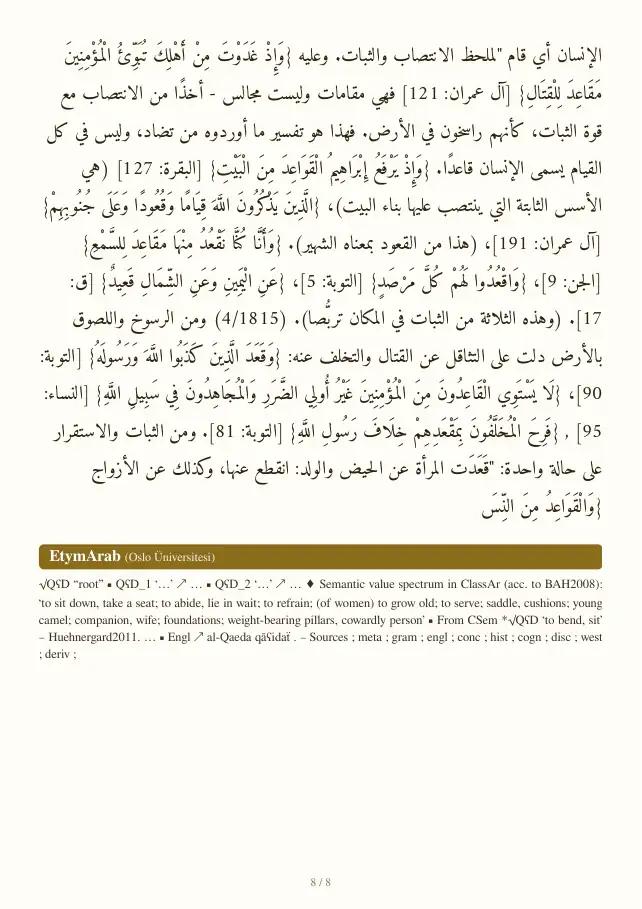 الإنسان أي قام "لملحظ الانتصاب والثبات. وعليه {وَإِذْ غَدَوْتَ مِنْ أَهْلِكَ تُبَوِّئُ الْمُؤْمِنِينَ
مَقَاعِدَ لِلْقِتَالِ} [آل عمران: 121] فهي مقامات وليست مجالس - أخذًا من الانتصاب مع
قوة الثبات، كأنهم راسخون في الأرض. فهذا هو تفسير ما أوردوه من تضاد، وليس في كل
القيام يسمى الإنسان قاعدًا. {وَإِذْ يَرْفَعُ إِبْرَاهِيمُ الْقَوَاعِدَ مِنَ الْبَيْتِ} [البقرة: 127] (هي
الأسس الثابتة التي ينتصب عليها بناء البيت)، {الَّذِينَ يَذْكُرُونَ اللَّهَ قِيَامًا وَقُعُودًا وَعَلَى جُنُوبِهِمْ}
[آل عمران: 191]، (هذا من القعود بمعناه الشهير). {وَأَنَّا كُنَّا نَقْعُدُ مِنْهَا مَقَاعِدَ لِلسَّمْعِ}
[الجن: 9]، {وَاقْعُدُوا لَهُمْ كُلَّ مَرْصَدٍ} [التوبة: 5]، {عَنِ الْيَمِينِ وَعَنِ الشِّمَالِ قَعِيدٌ} [ق:
17]. (وهذه الثلاثة من الثبات في المكان تربُّصا). (4/1815) ومن الرسوخ واللصوق
بالأرض دلت على التثاقل عن القتال والتخلف عنه: {وَقَعَدَ الَّذِينَ كَذَبُوا اللَّهَ وَرَسُولَهُ} [التوبة:
90]، {لَا يَسْتَوِي الْقَاعِدُونَ مِنَ الْمُؤْمِنِينَ غَيْرُ أُولِي الضَّرَرِ وَالْمُجَاهِدُونَ فِي سَبِيلِ اللَّهِ} [النساء:
95] , {فَرِحَ الْمُخَلَّفُونَ بِمَقْعَدِهِمْ خِلَافَ رَسُولِ اللَّهِ} [التوبة: 81]. ومن الثبات والاستقرار
على حالة واحدة: "قَعَدَت المرأة عن الحيض والولد: انقطع عنها، وكذلك عن الأزواج
{وَالْقَوَاعِدُ مِنَ النِّسَ
EtymArab (Oslo Üniversitesi)
√QʕD “root” ▪ QʕD_1 ‘…’ ↗ … ▪ QʕD_2 ‘…’ ↗ … ♦ Semantic value spectrum in ClassAr (acc. to BAH2008):
‘to sit down, take a seat; to abide, lie in wait; to refrain; (of women) to grow old; to serve; saddle, cushions; young
camel; companion, wife; foundations; weight-bearing pillars, cowardly person’ ▪ From CSem *√QʕD ‘to bend, sit’
– Huehnergard2011. … ▪ Engl ↗ al-Qaeda qāʕidaẗ . – Sources ; meta ; gram ; engl ; conc ; hist ; cogn ; disc ; west
; deriv ;
8 / 8